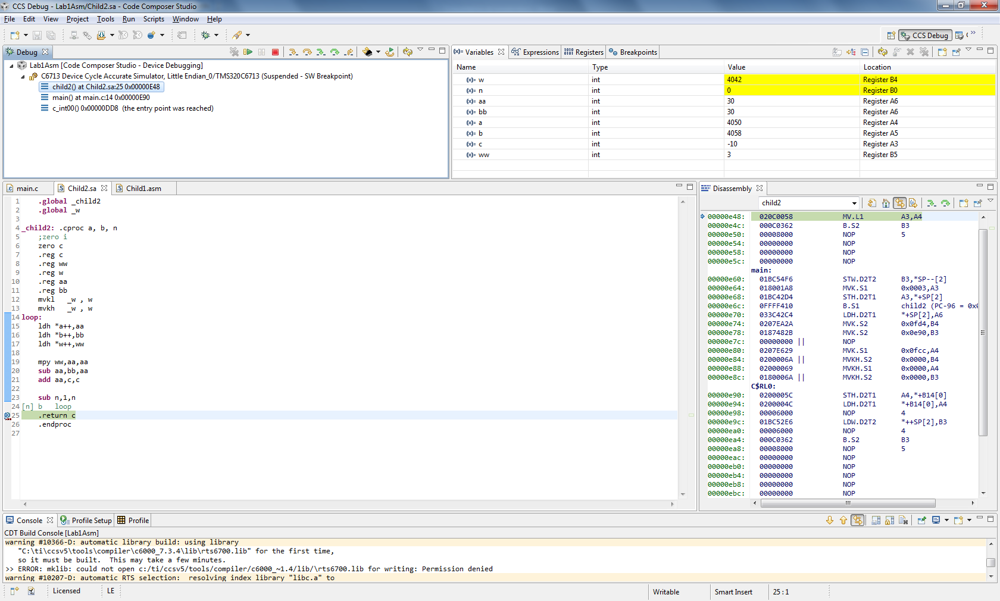 CCS Debug - Lab1Asm/Child2.sa - Code Composer Studio
File Edit View Project Tools Run Scripts Window Help
CCS Debug
Debug
Lab1Asm [Code Composer Studio - Device Debugging]
C6713 Device Cycle Accurate Simulator, Little Endian_0/TMS320C6713 (Suspended - SW Breakpoint)
child2() at Child2.sa:25 0x00000E48
main() at main.c:14 0x00000E90
c_int00() 0x00000DD8 (the entry point was reached)
(x)= Variables Expressions Registers Breakpoints
Name Type Value Location
(x)= w int 4042 Register B4
(x)= n int 0 Register B0
(x)= aa int 30 Register A6
(x)= bb int 30 Register A6
(x)= a int 4050 Register A4
(x)= b int 4058 Register A5
(x)= c int -10 Register A3
(x)= ww int 3 Register B5
main.c Child2.sa Child1.asm
1 .global _child2
2 .global _w
3
4 _child2: .cproc a, b, n
5 ;zero i
6 zero c
7 .reg c
8 .reg ww
9 .reg w
10 .reg aa
11 .reg bb
12 mvkl _w , w
13 mvkh _w , w
14 loop:
15 ldh *a++,aa
16 ldh *b++,bb
17 ldh *w++,ww
18
19 mpy ww,aa,aa
20 sub aa,bb,aa
21 add aa,c,c
22
23 sub n,1,n
24 [n] b loop
25 .return c
26 .endproc
27
Disassembly
child2
00000e48: 020C0058 MV.L1 A3,A4
00000e4c: 000C0362 B.S2 B3
00000e50: 00008000 NOP 5
00000e54: 00000000 NOP
00000e58: 00000000 NOP
00000e5c: 00000000 NOP
main:
00000e60: 01BC54F6 STW.D2T2 B3,*SP--[2]
00000e64: 018001A8 MVK.S1 0x0003,A3
00000e68: 01BC42D4 STH.D2T1 A3,*+SP[2]
00000e6c: 0FFFF410 B.S1 child2 (PC-96 = 0x0
00000e70: 033C42C4 LDH.D2T1 *+SP[2],A6
00000e74: 0207EA2A MVK.S2 0x0fd4,B4
00000e78: 0187482B MVK.S2 0x0e90,B3
00000e7c: 00000000 || NOP
00000e80: 0207E629 MVK.S1 0x0fcc,A4
00000e84: 0200006A || MVKH.S2 0x0000,B4
00000e88: 02000069 MVKH.S1 0x0000,A4
00000e8c: 0180006A || MVKH.S2 0x0000,B3
C$RL0:
00000e90: 0200005C STH.D2T1 A4,*+B14[0]
00000e94: 0200004C LDH.D2T1 *+B14[0],A4
00000e98: 00006000 NOP 4
00000e9c: 01BC52E6 LDW.D2T2 *++SP[2],B3
00000ea0: 00006000 NOP 4
00000ea4: 000C0362 B.S2 B3
00000ea8: 00008000 NOP 5
00000eac: 00000000 NOP
00000eb0: 00000000 NOP
00000eb4: 00000000 NOP
00000eb8: 00000000 NOP
00000ebc: 00000000 NOP
Console Profile Setup Profile
CDT Build Console [Lab1Asm]
warning #10366-D: automatic library build: using library
"C:\ti\ccsv5\tools\compiler\c6000_7.3.4\lib\rts6700.lib" for the first time,
so it must be built. This may take a few minutes.
>> ERROR: mklib: could not open c:/ti/ccsv5/tools/compiler/c6000_~1.4/lib/\rts6700.lib for writing: Permission denied
warning #10207-D: automatic RTS selection: resolving index library "libc.a" to
Licensed LE Writable Smart Insert 25 : 1